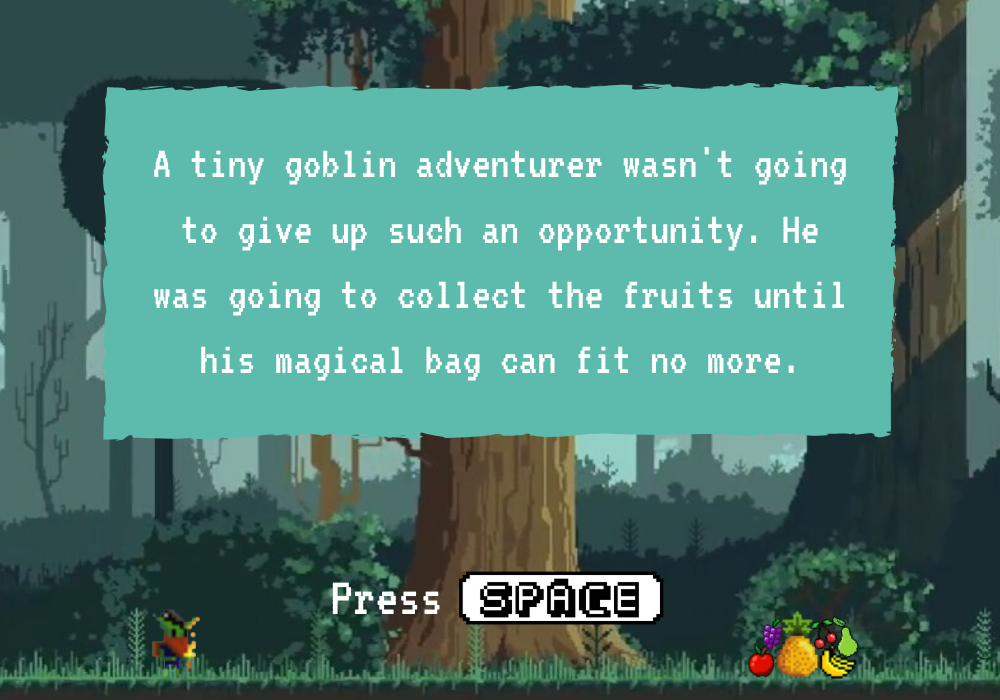 A tiny goblin adventurer wasn't going
to give up such an opportunity. He
was going to collect the fruits until
his magical bag can fit no more.
Press SPACE